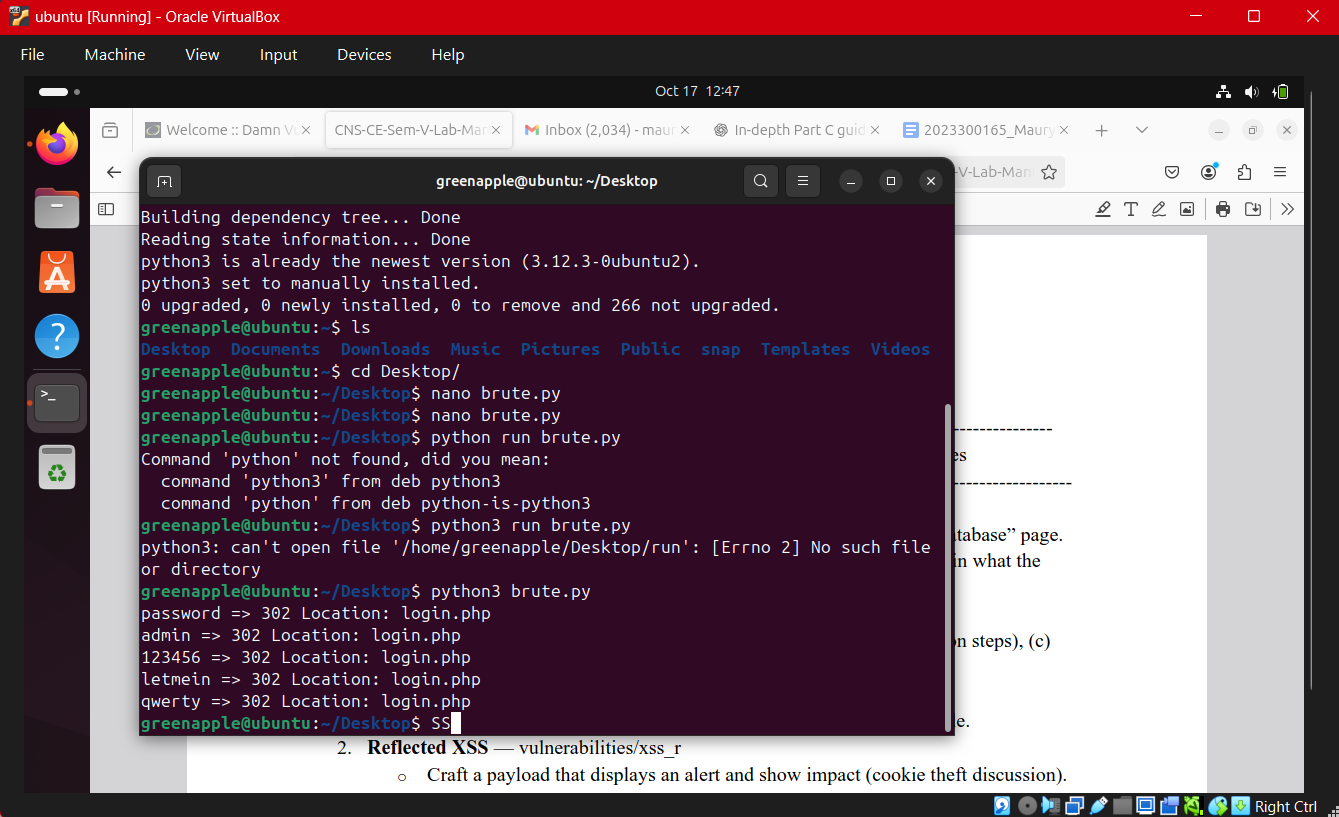 ubuntu [Running] - Oracle VirtualBox
File Machine View Input Devices Help
Oct 17 12:47
Welcome :: Damn Vu
CNS-CE-Sem-V-Lab-Man
Inbox (2,034) - maur
In-depth Part C guid
2023300165_Maury
-V-Lab-Man
greenapple@ubuntu: ~/Desktop
Building dependency tree... Done
Reading state information... Done
python3 is already the newest version (3.12.3-0ubuntu2).
python3 set to manually installed.
0 upgraded, 0 newly installed, 0 to remove and 266 not upgraded.
greenapple@ubuntu:~$ ls
Desktop Documents Downloads Music Pictures Public snap Templates Videos
greenapple@ubuntu:~$ cd Desktop/
greenapple@ubuntu:~/Desktop$ nano brute.py
greenapple@ubuntu:~/Desktop$ nano brute.py
greenapple@ubuntu:~/Desktop$ python run brute.py
Command 'python' not found, did you mean:
command 'python3' from deb python3
command 'python' from deb python-is-python3
greenapple@ubuntu:~/Desktop$ python3 run brute.py
python3: can't open file '/home/greenapple/Desktop/run': [Errno 2] No such file
or directory
greenapple@ubuntu:~/Desktop$ python3 brute.py
password => 302 Location: login.php
admin => 302 Location: login.php
123456 => 302 Location: login.php
letmein => 302 Location: login.php
qwerty => 302 Location: login.php
greenapple@ubuntu:~/Desktop$ SS
es
atabase” page.
in what the
on steps), (c)
le.
2. Reflected XSS — vulnerabilities/xss_r
o Craft a payload that displays an alert and show impact (cookie theft discussion).
Right Ctrl